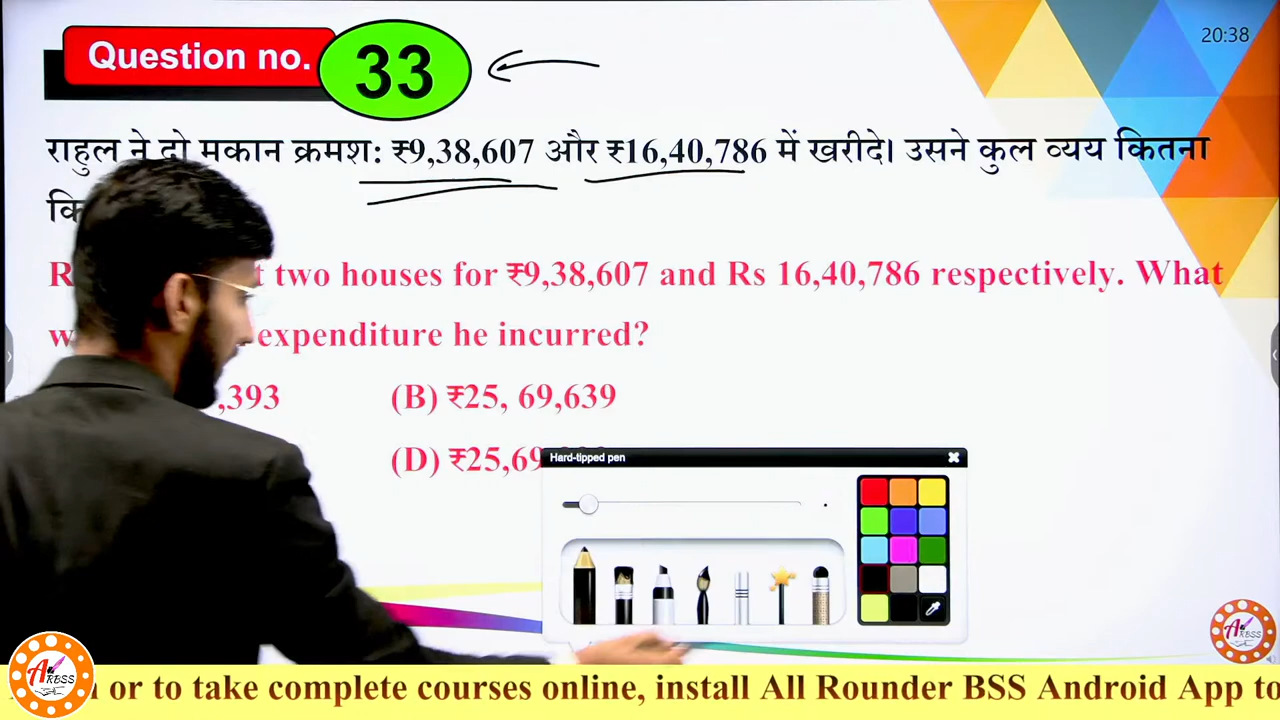 Question no. 33
20:38
राहुल ने दो मकान क्रमश: ₹9,38,607 और ₹16,40,786 में खरीदे। उसने कुल व्यय कितना
two houses for ₹9,38,607 and Rs 16,40,786 respectively. What
expenditure he incurred?
,393 (B) ₹25, 69,639
(D) ₹25,69
Hard-tipped pen
ARBSS
ARBSS
or to take complete courses online, install All Rounder BSS Android App to